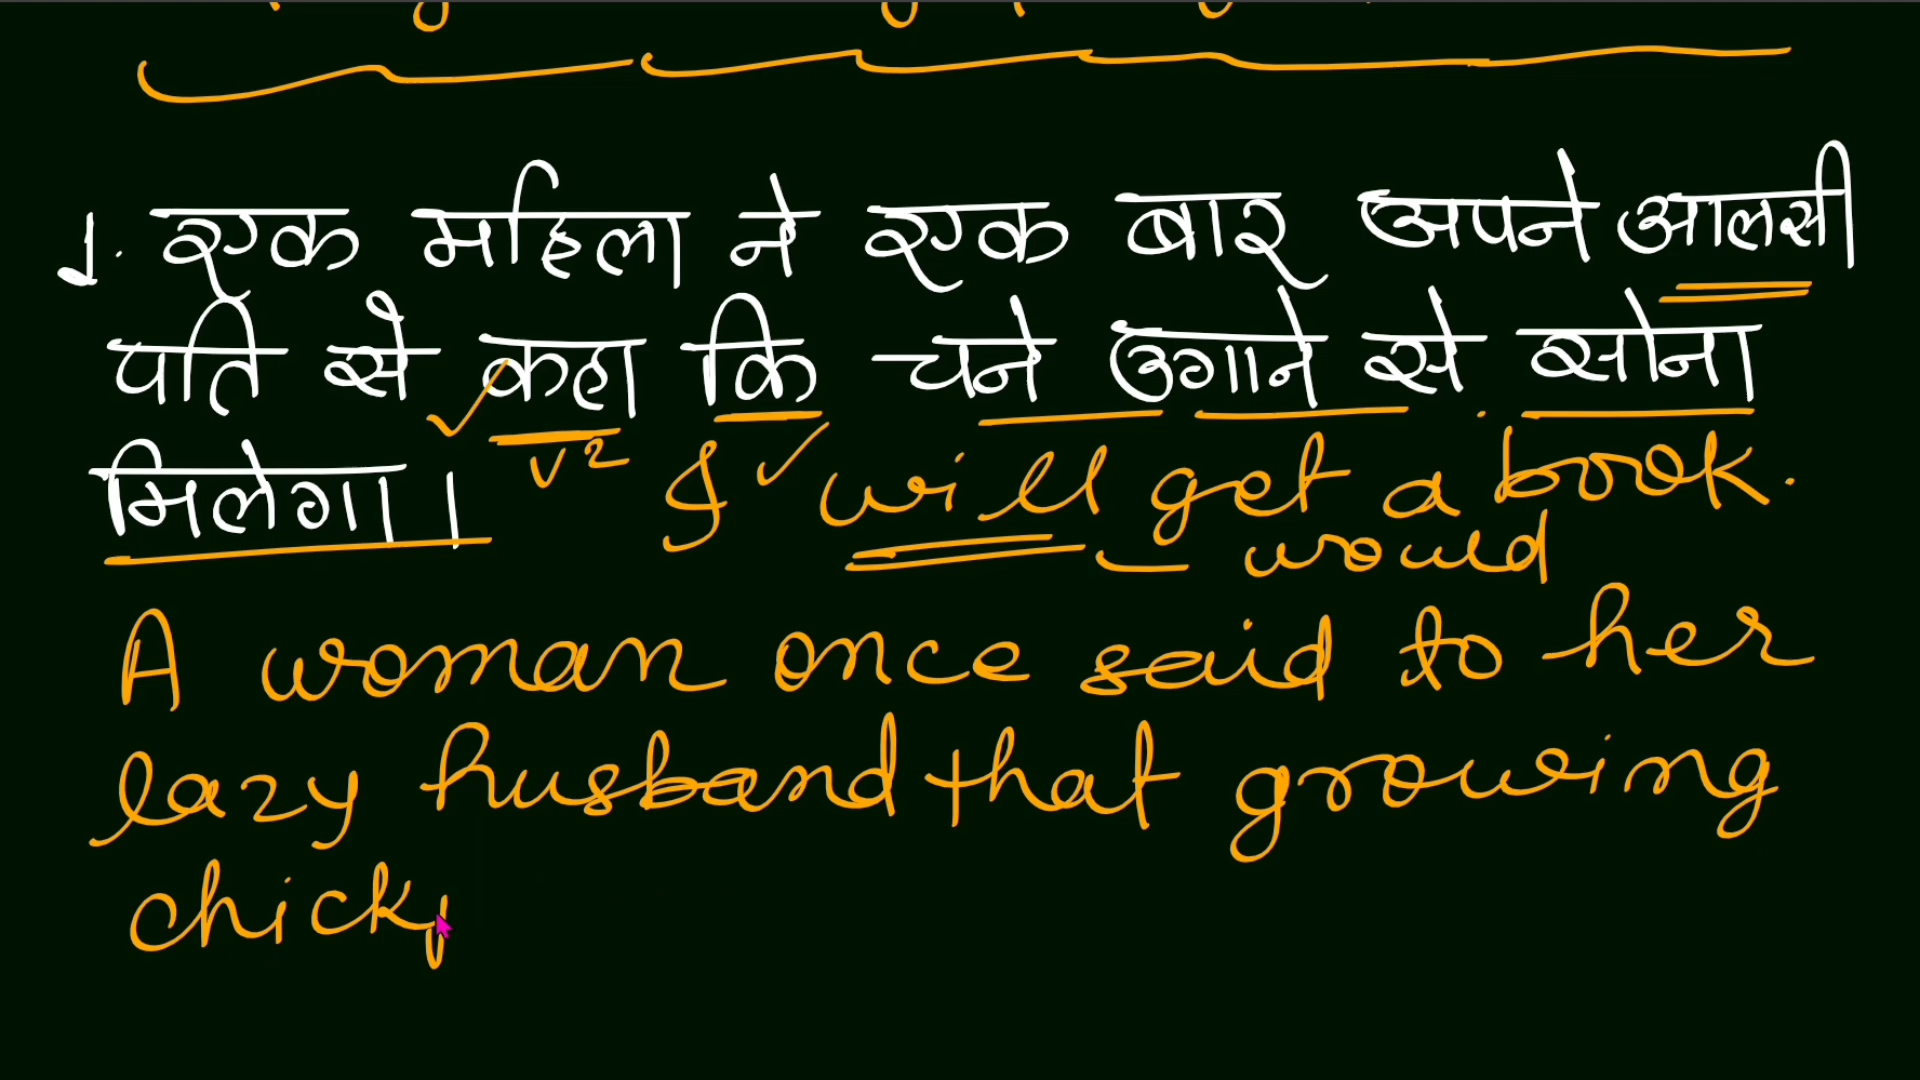 1. एक महिला ने एक बार अपने आलसी
पति से कहा कि चने उगाने से सोना
मिलेगा। V2 I will get a book.
would
A woman once said to her
lazy husband that growing
chickp